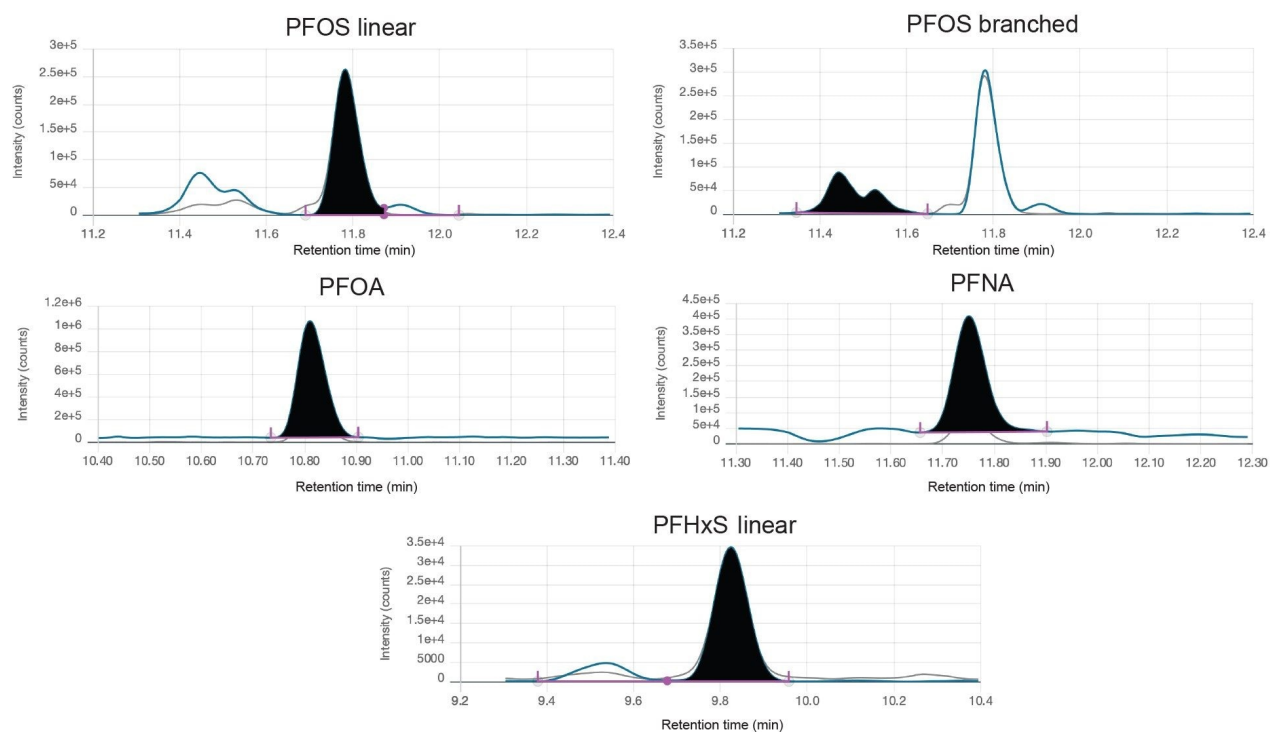 PFOS linear
3e+5
2.5e+5
2e+5
1.5e+5
1e+5
5e+4
0
Intensity (counts)
11.2 11.4 11.6 11.8 12.0 12.2 12.4
Retention time (min)
PFOS branched
3.5e+5
3e+5
2.5e+5
2e+5
1.5e+5
1e+5
5e+4
0
Intensity (counts)
11.2 11.4 11.6 11.8 12.0 12.2 12.4
Retention time (min)
PFOA
1.2e+6
1e+6
8e+5
6e+5
4e+5
2e+5
0
Intensity (counts)
10.40 10.50 10.60 10.70 10.80 10.90 11.00 11.10 11.20 11.30 11.40
Retention time (min)
PFNA
4.5e+5
4e+5
3.5e+5
3e+5
2.5e+5
2e+5
1.5e+5
1e+5
5e+4
0
Intensity (counts)
11.30 11.40 11.50 11.60 11.70 11.80 11.90 12.00 12.10 12.20 12.30
Retention time (min)
PFHxS linear
3.5e+4
3e+4
2.5e+4
2e+4
1.5e+4
1e+4
5000
0
Intensity (counts)
9.2 9.4 9.6 9.8 10.0 10.2 10.4
Retention time (min)